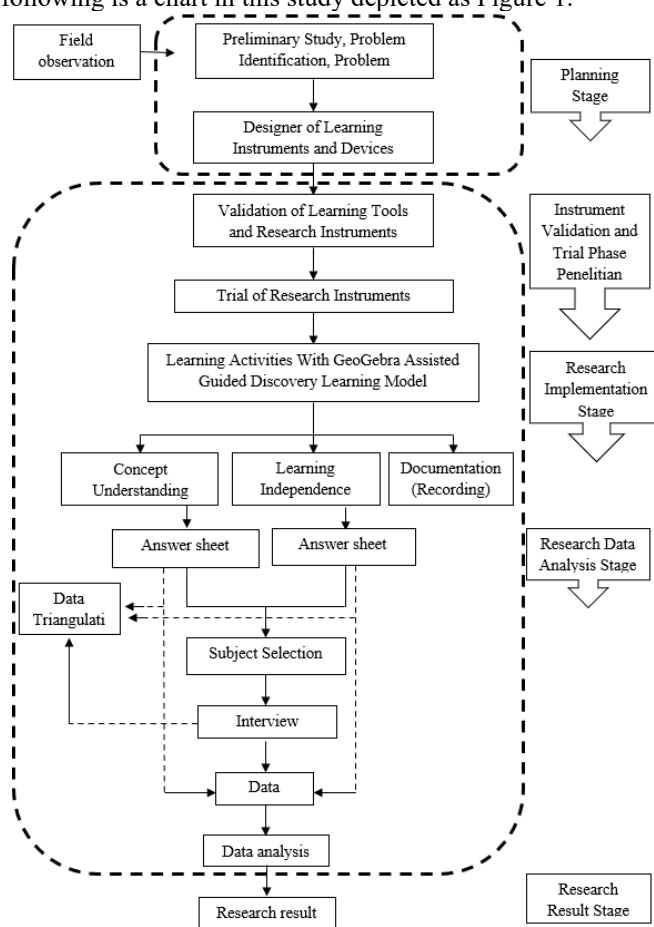 following is a chart in this study depicted as Figure 1.
Field
observation
Preliminary Study, Problem
Identification, Problem
Planning
Stage
Designer of Learning
Instruments and Devices
Validation of Learning Tools
and Research Instruments
Instrument
Validation and
Trial Phase
Penelitian
Trial of Research Instruments
Learning Activities With GeoGebra Assisted
Guided Discovery Learning Model
Research
Implementation
Stage
Concept
Understanding
Learning
Independence
Documentation
(Recording)
Answer sheet
Answer sheet
Research Data
Analysis Stage
Data
Triangulati
Subject Selection
Interview
Data
Data analysis
Research result
Research
Result Stage